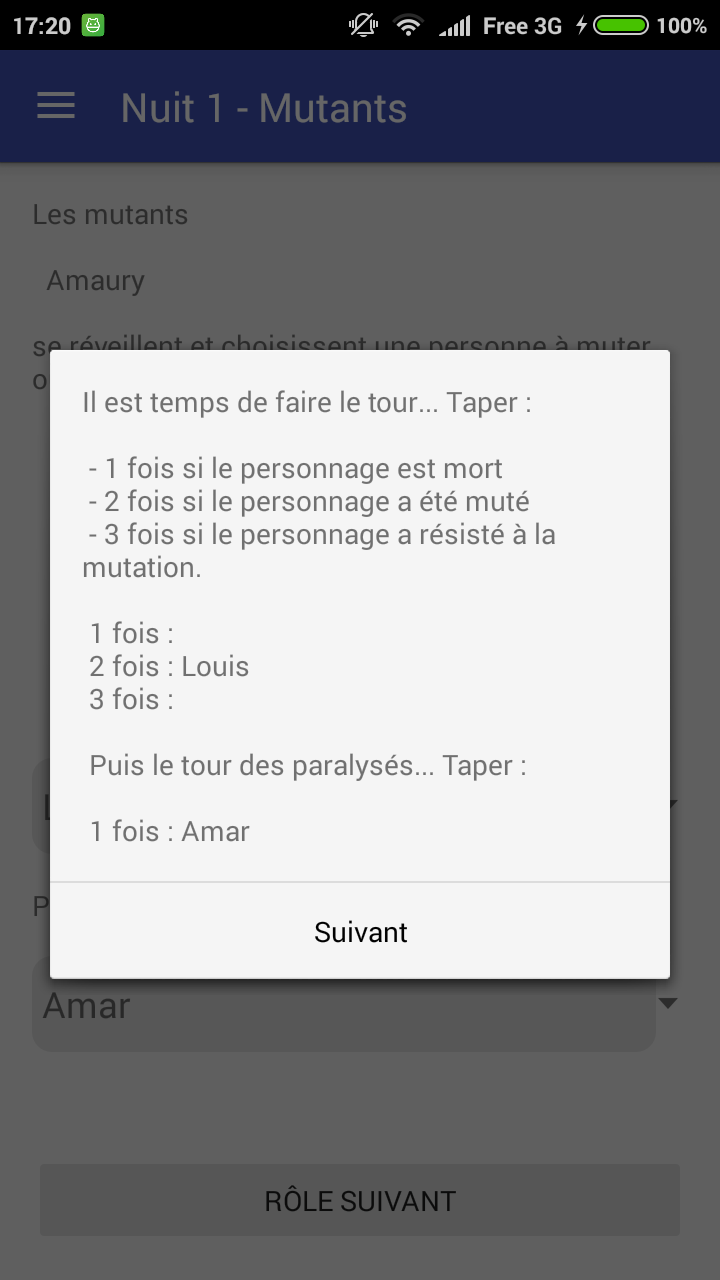 17:20 Free 3G 100%
Nuit 1 - Mutants
Les mutants
Amaury
se réveillent et choisissent une personne à muter
Il est temps de faire le tour... Taper :
- 1 fois si le personnage est mort
- 2 fois si le personnage a été muté
- 3 fois si le personnage a résisté à la
mutation.
1 fois :
2 fois : Louis
3 fois :
Puis le tour des paralysés... Taper :
1 fois : Amar
Suivant
Amar
RÔLE SUIVANT